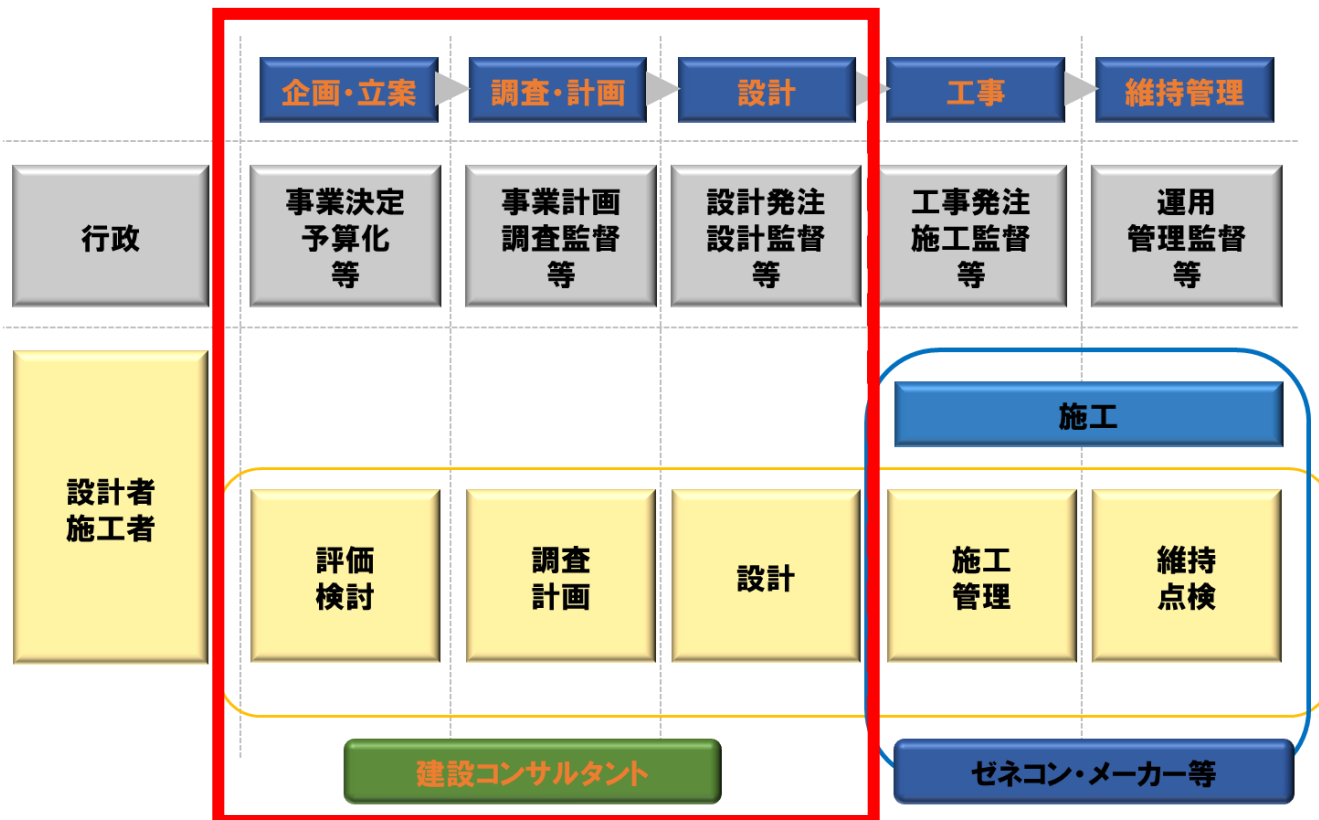 企画・立案
調査・計画
設計
工事
維持管理
行政
事業決定
予算化
等
事業計画
調査監督
等
設計発注
設計監督
等
工事発注
施工監督
等
運用
管理監督
等
設計者
施工者
施工
評価
検討
調査
計画
設計
施工
管理
維持
点検
建設コンサルタント
ゼネコン・メーカー等